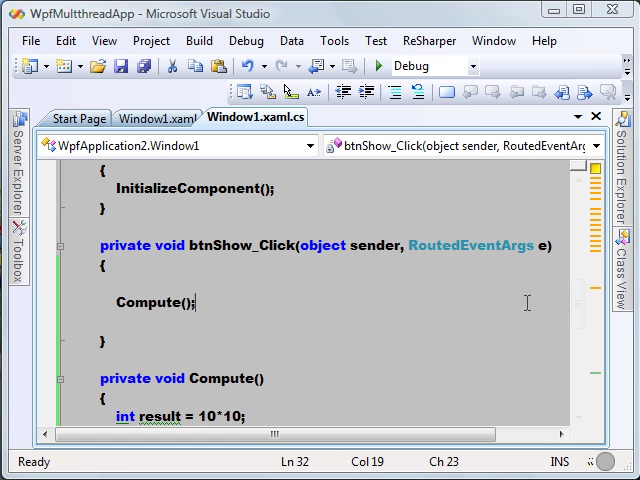 WpfMultthreadApp - Microsoft Visual Studio
File Edit View Project Build Debug Data Tools Test ReSharper Window Help
Debug
A
Start Page Window1.xaml Window1.xaml.cs
WpfApplication2.Window1 btnShow_Click(object sender, RoutedEventArg
Server Explorer
Toolbox
Solution Explorer
Class View
{
InitializeComponent();
}
private void btnShow_Click(object sender, RoutedEventArgs e)
{
Compute();
}
private void Compute()
{
int result = 10*10;
Ready Ln 32 Col 19 Ch 23 INS